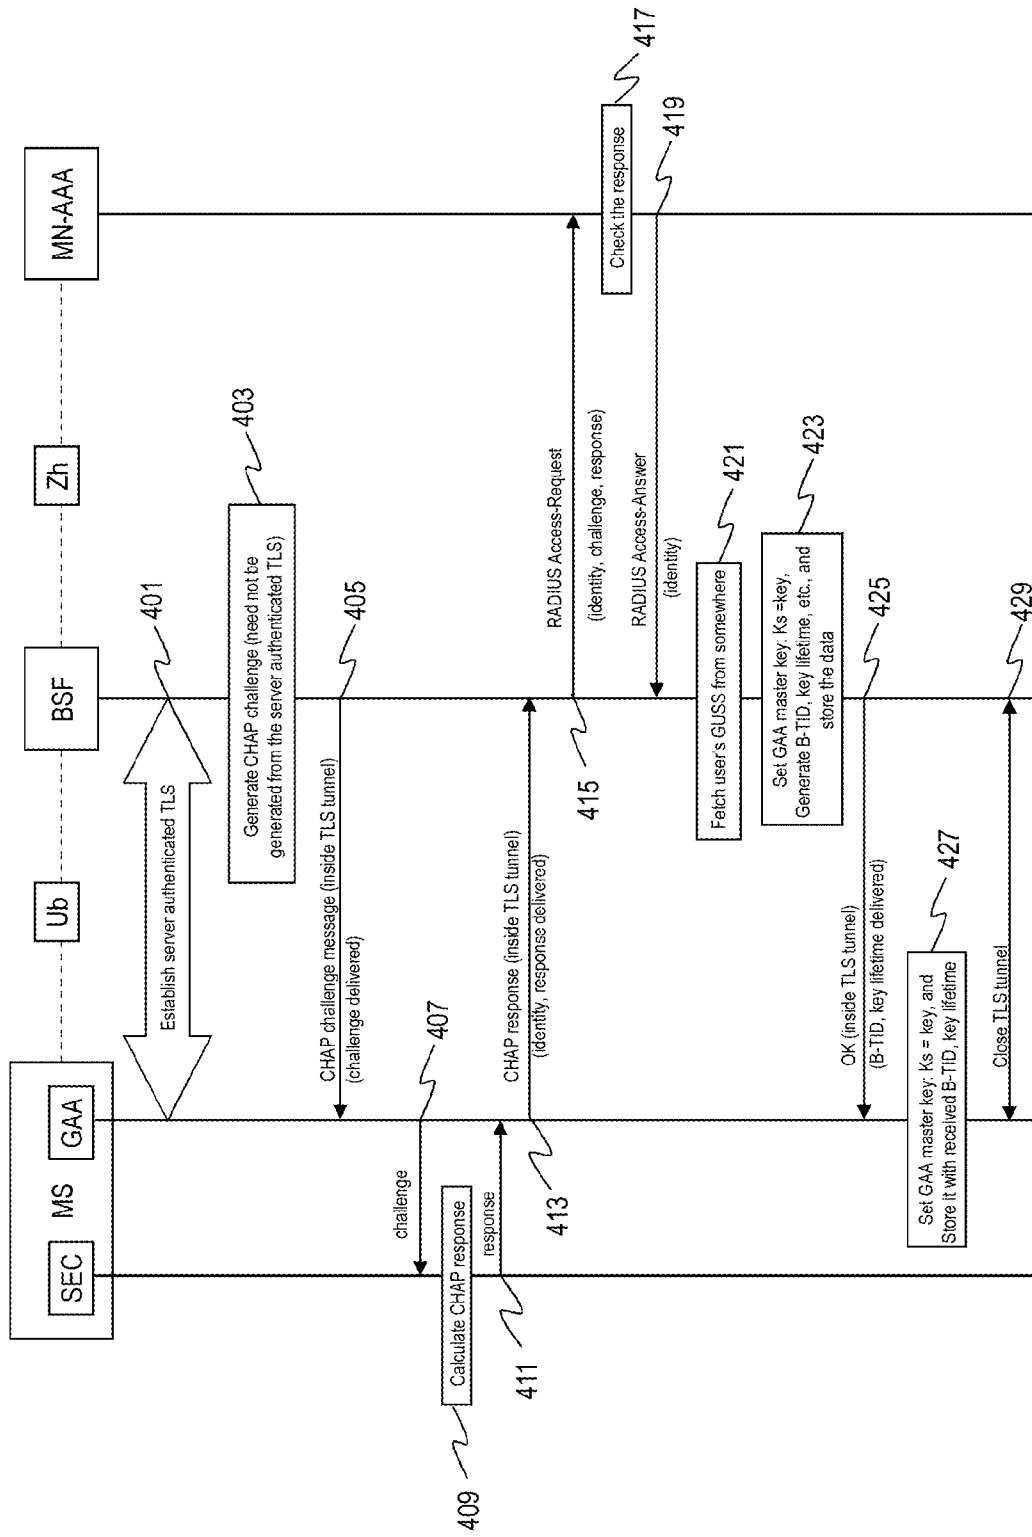 SEC
MS
GAA
Ub
BSF
Zh
MN-AAA
401
Establish server authenticated TLS
403
Generate CHAP challenge (need not be
generated from the server authenticated TLS)
405
CHAP challenge message (inside TLS tunnel)
(challenge delivered)
407
challenge
409
Calculate CHAP response
411
response
413
CHAP response (inside TLS tunnel)
(identity, response delivered)
415
RADIUS Access-Request
(identity, challenge, response)
417
Check the response
419
RADIUS Access-Answer
(identity)
421
Fetch user's GUSS from somewhere
423
Set GAA master key: Ks =key,
Generate B-TID, key lifetime, etc., and
store the data
425
OK (inside TLS tunnel)
(B-TID, key lifetime delivered)
427
Set GAA master key: Ks = key, and
Store it with received B-TID, key lifetime
429
Close TLS tunnel